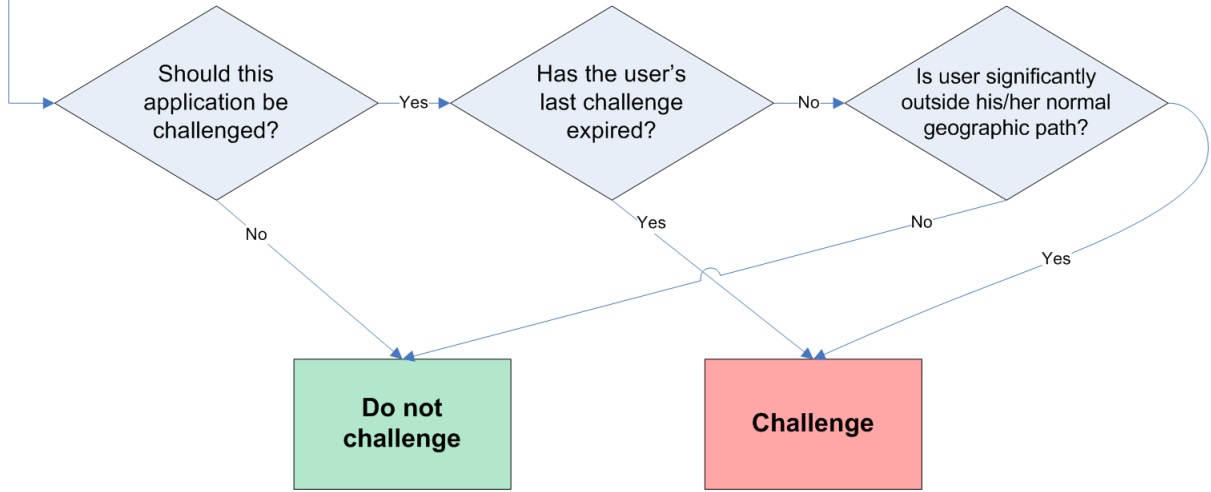 Should this
application be
challenged?
Yes
Has the user's
last challenge
expired?
No
Is user significantly
outside his/her normal
geographic path?
No
Yes
No
Yes
Do not
challenge
Challenge